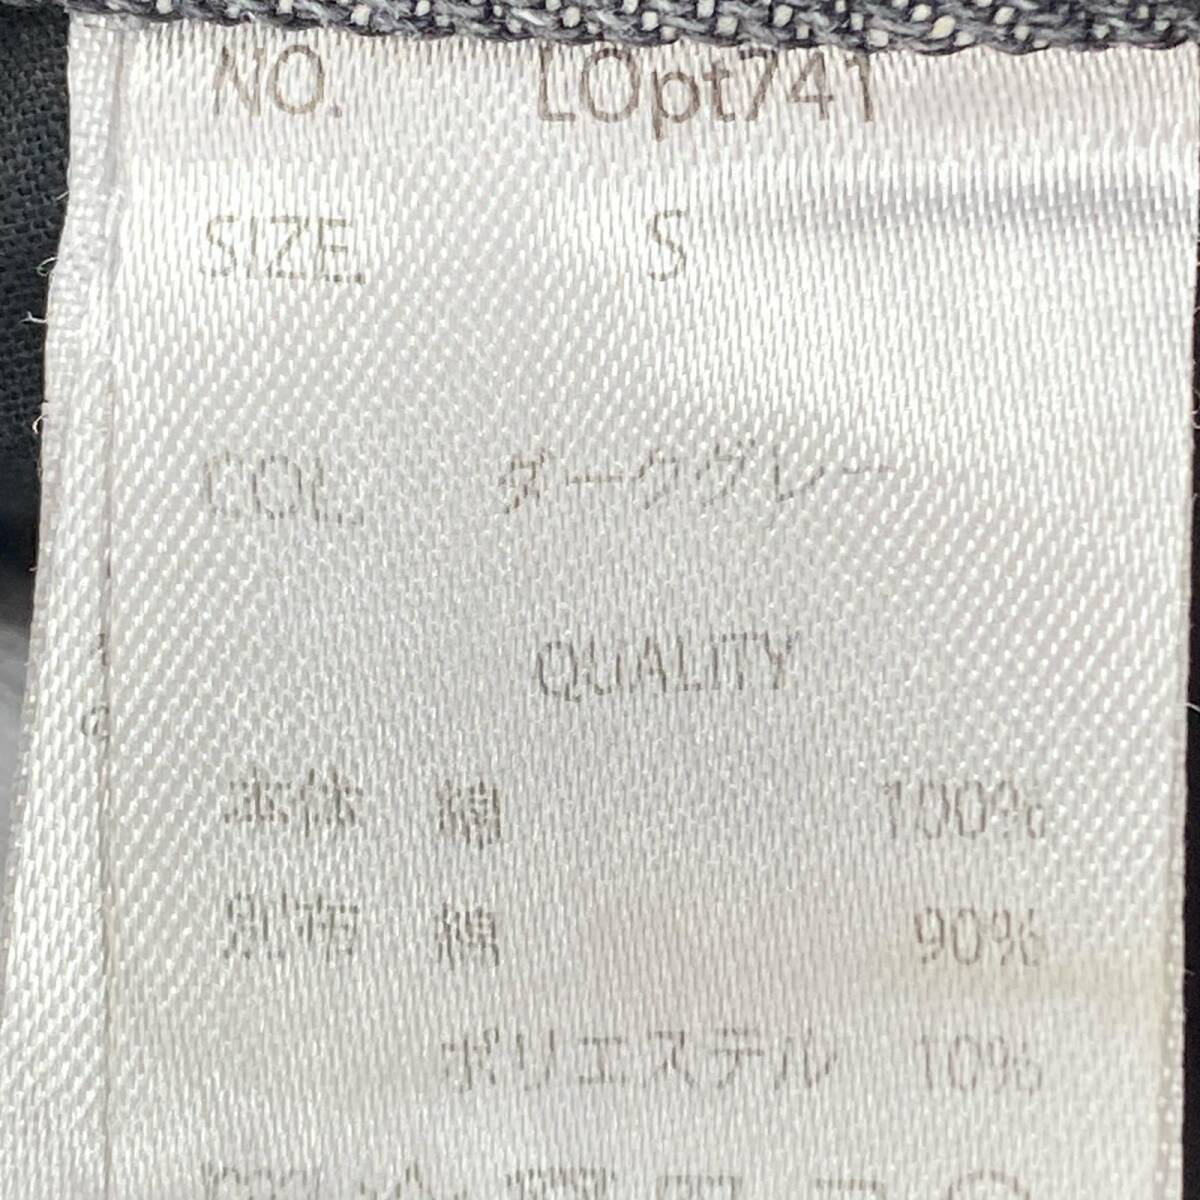 NO. LOpt741
SIZE S
COL. ダークグレー
QUALITY
本体 綿 100%
別布 綿 90%
ポリエステル 10%